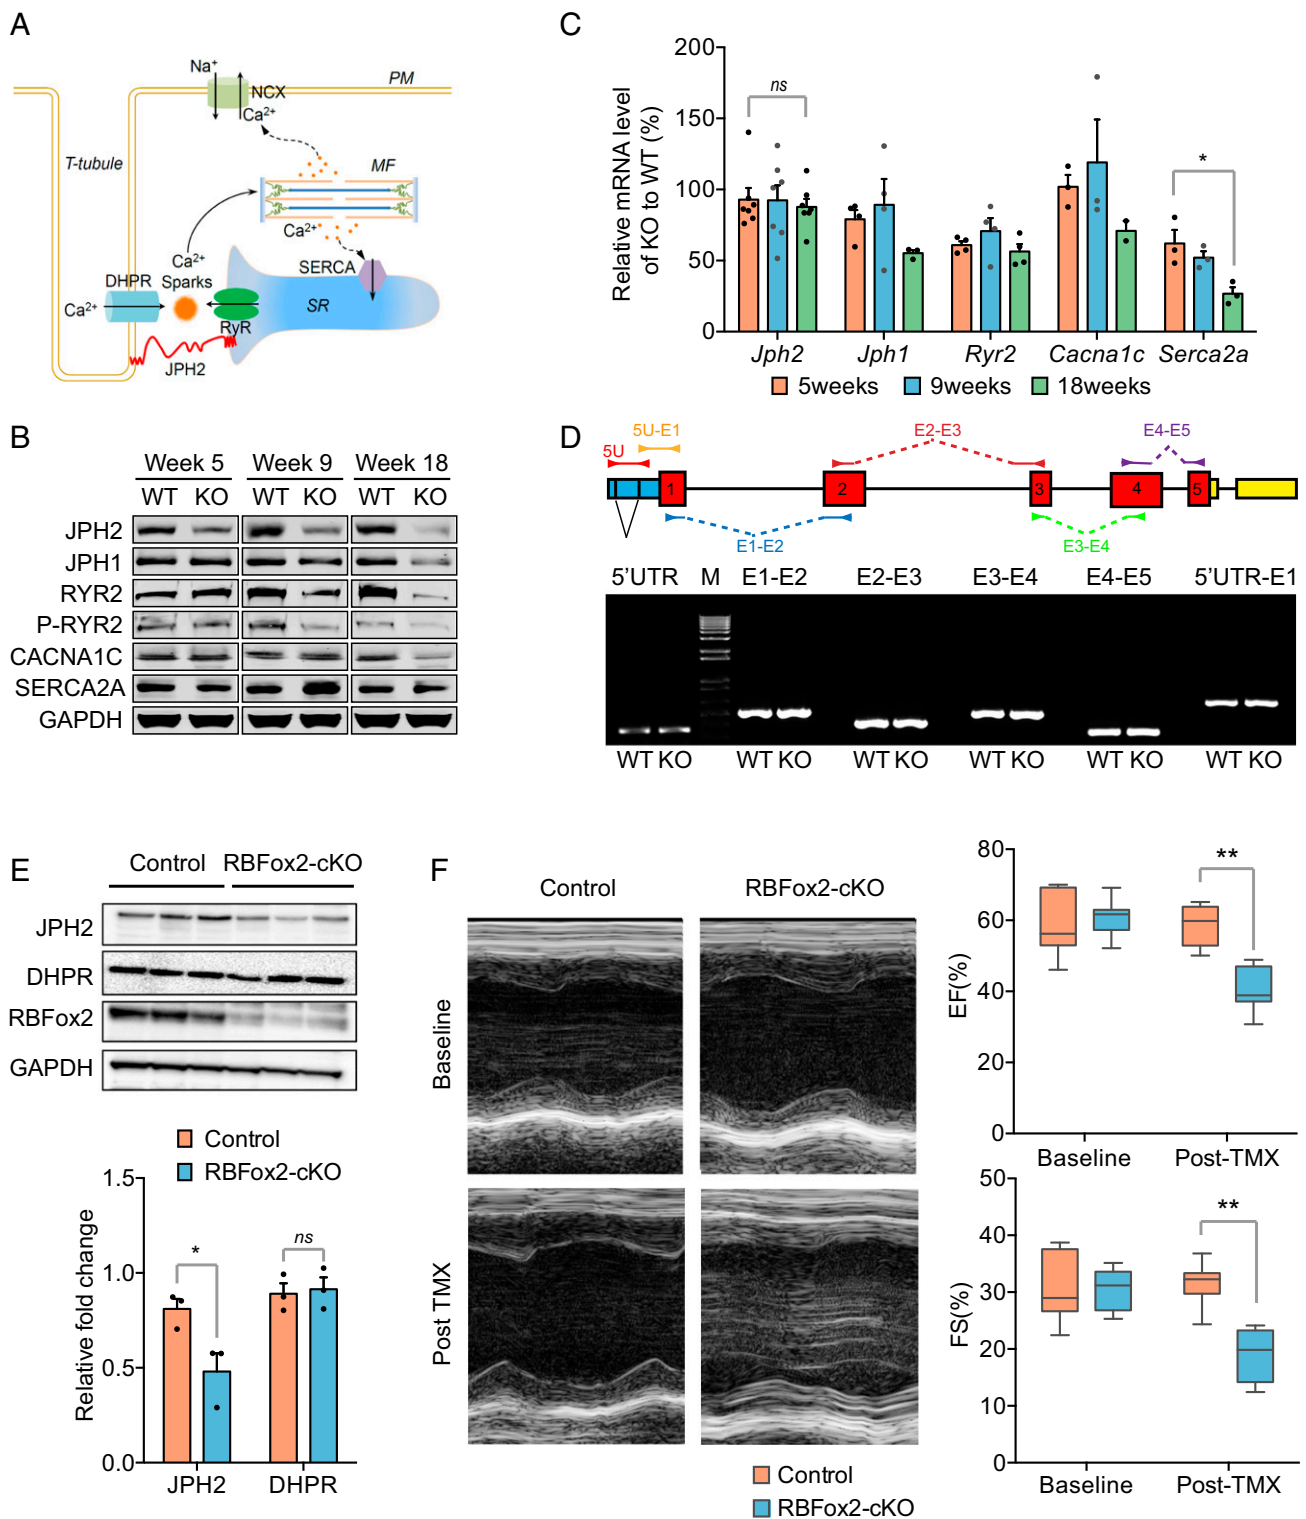 A
Na⁺
PM
NCX
Ca²⁺
T-tubule
MF
Ca²⁺
Ca²⁺
SERCA
DHPR Sparks
Ca²⁺
SR
RyR
JPH2
C
Relative mRNA level
of KO to WT (%)
200
150
100
50
0
ns
*
Jph2 Jph1 Ryr2 Cacna1c Serca2a
5weeks 9weeks 18weeks
B
Week 5 Week 9 Week 18
WT KO WT KO WT KO
JPH2
JPH1
RYR2
P-RYR2
CACNA1C
SERCA2A
GAPDH
D
5U-E1 E2-E3 E4-E5
5U
1 2 3 4 5
E1-E2 E3-E4
5'UTR M E1-E2 E2-E3 E3-E4 E4-E5 5'UTR-E1
WT KO WT KO WT KO WT KO WT KO WT KO
E
Control RBFox2-cKO
JPH2
DHPR
RBFox2
GAPDH
Control
RBFox2-cKO
Relative fold change
1.5
1.0
0.5
0.0
*
ns
JPH2 DHPR
F
Control RBFox2-cKO
Baseline
Post TMX
EF(%)
80
60
40
20
0
**
Baseline Post-TMX
FS(%)
50
40
30
20
10
0
**
Baseline Post-TMX
Control
RBFox2-cKO